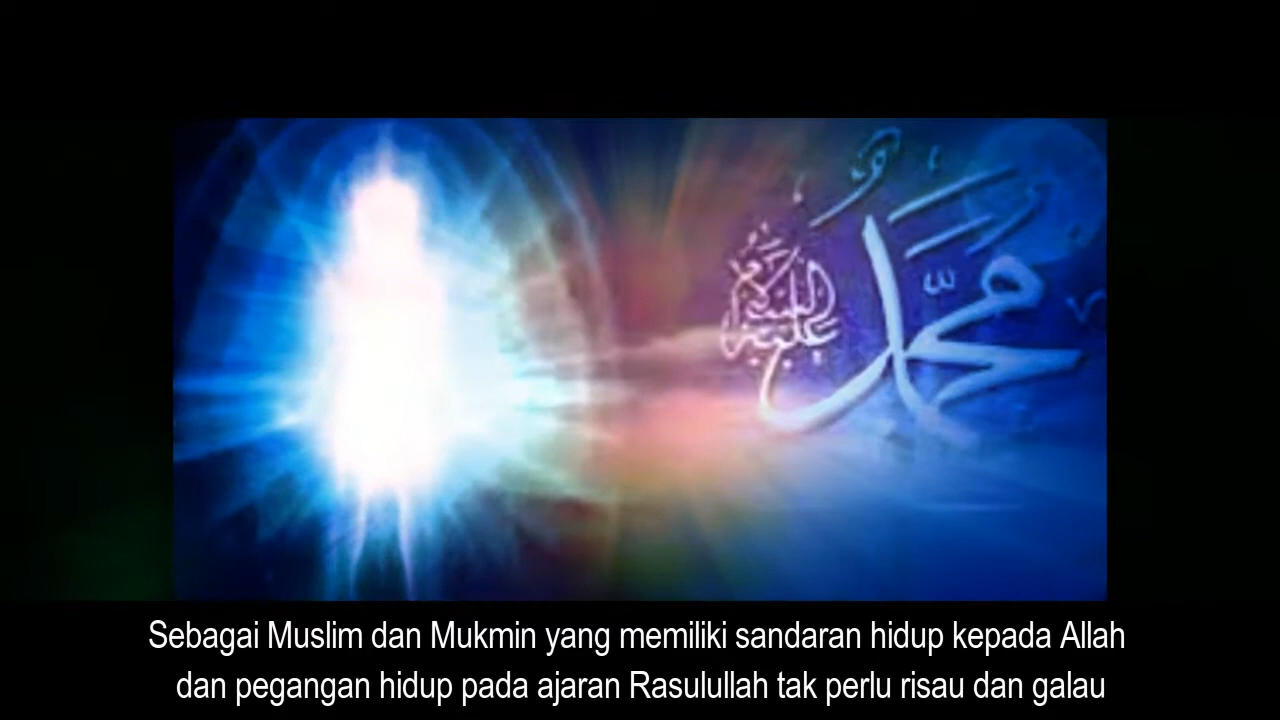 محمد
عليه السلام
Sebagai Muslim dan Mukmin yang memiliki sandaran hidup kepada Allah
dan pegangan hidup pada ajaran Rasulullah tak perlu risau dan galau